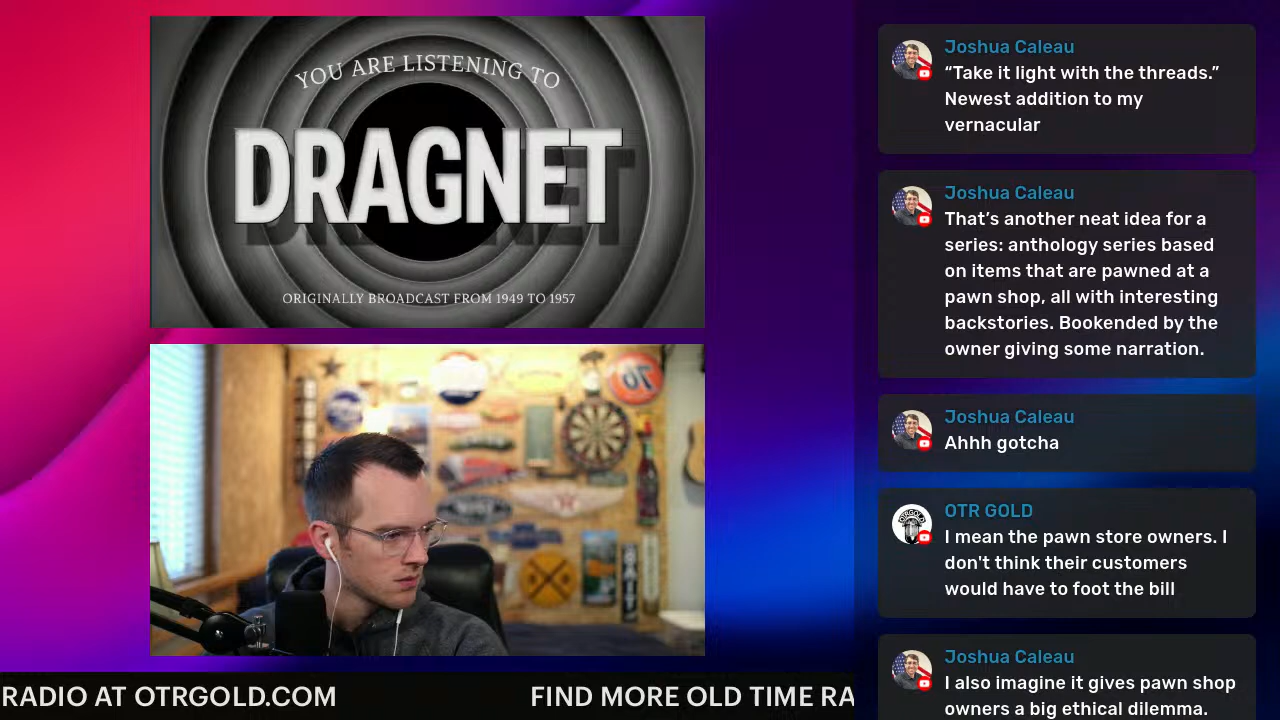 YOU ARE LISTENING TO
DRAGNET
ORIGINALLY BROADCAST FROM 1949 TO 1957
70
RADIO AT OTRGOLD.COM
FIND MORE OLD TIME RA
Joshua Caleau
“Take it light with the threads.”
Newest addition to my
vernacular
Joshua Caleau
That’s another neat idea for a
series: anthology series based
on items that are pawned at a
pawn shop, all with interesting
backstories. Bookended by the
owner giving some narration.
Joshua Caleau
Ahhh gotcha
OTR GOLD
I mean the pawn store owners. I
don't think their customers
would have to foot the bill
Joshua Caleau
I also imagine it gives pawn shop
owners a big ethical dilemma.